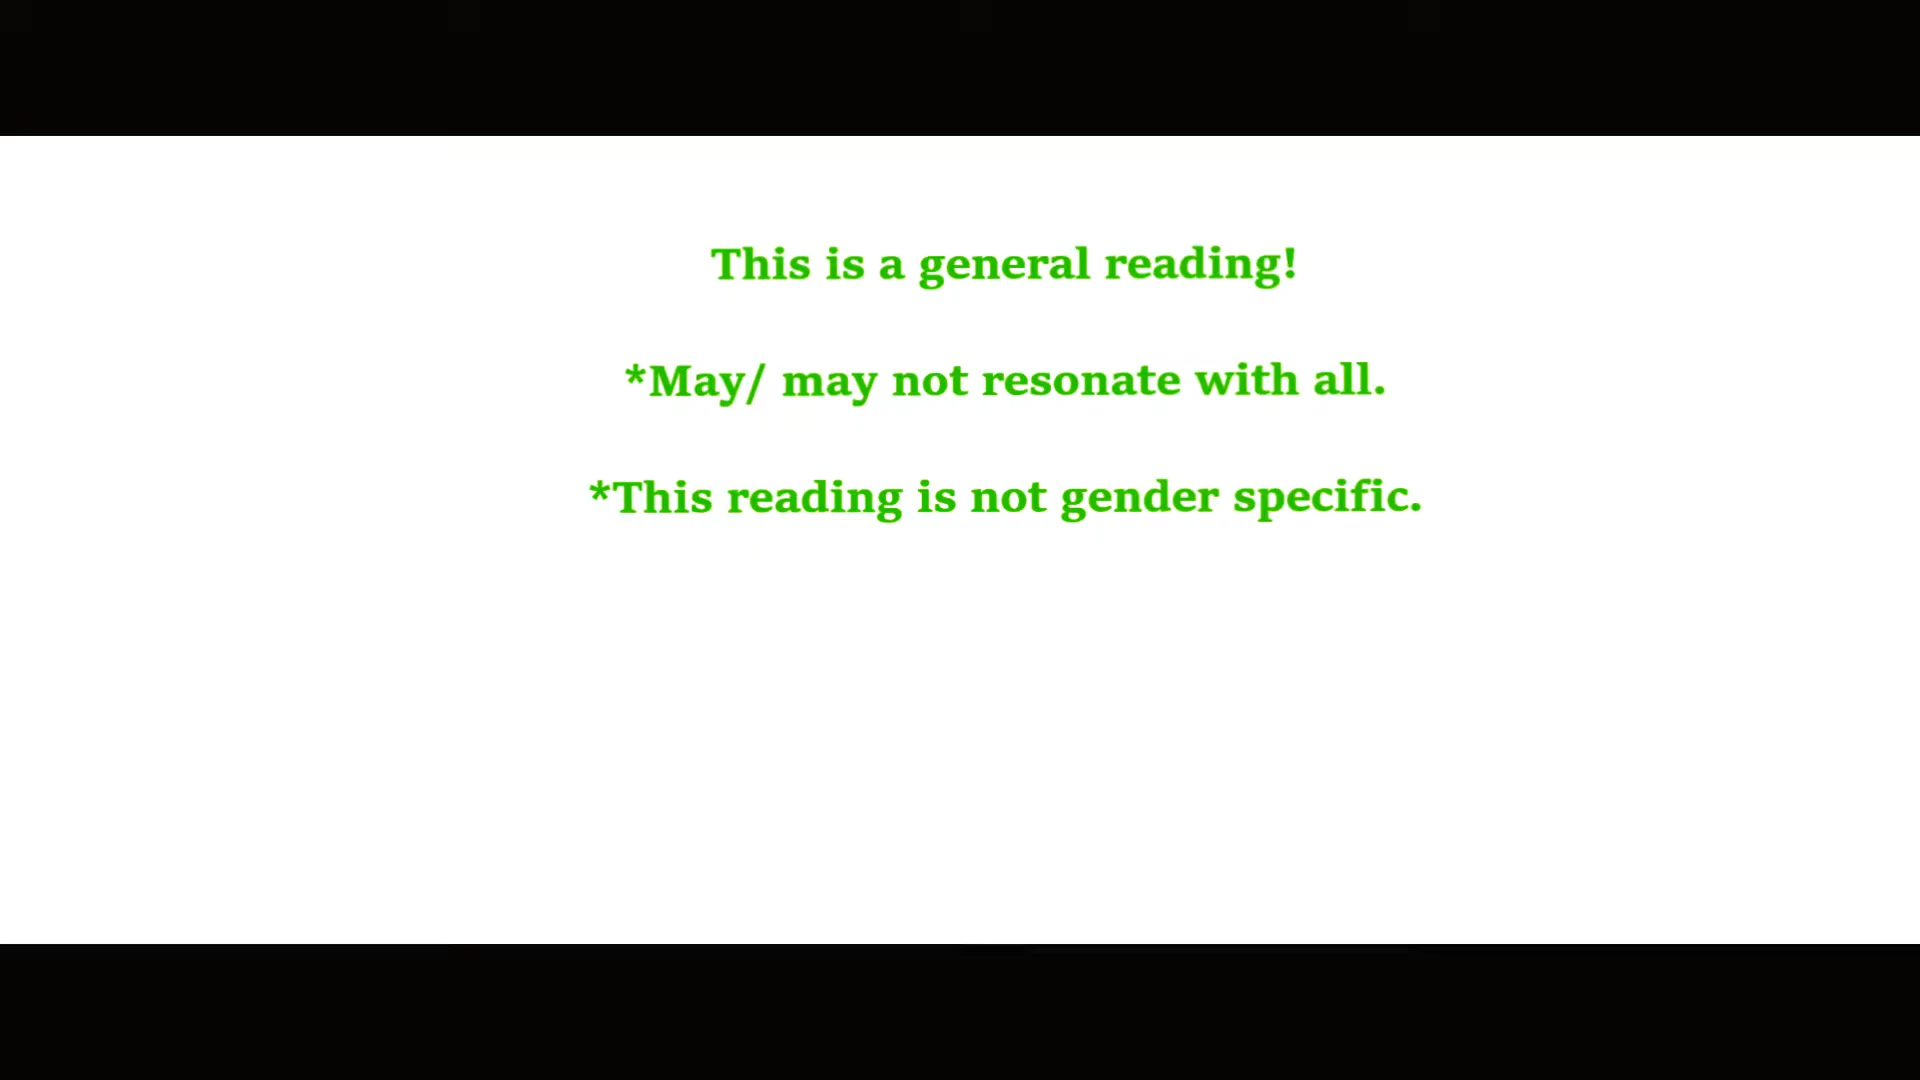 This is a general reading!
*May/ may not resonate with all.
*This reading is not gender specific.